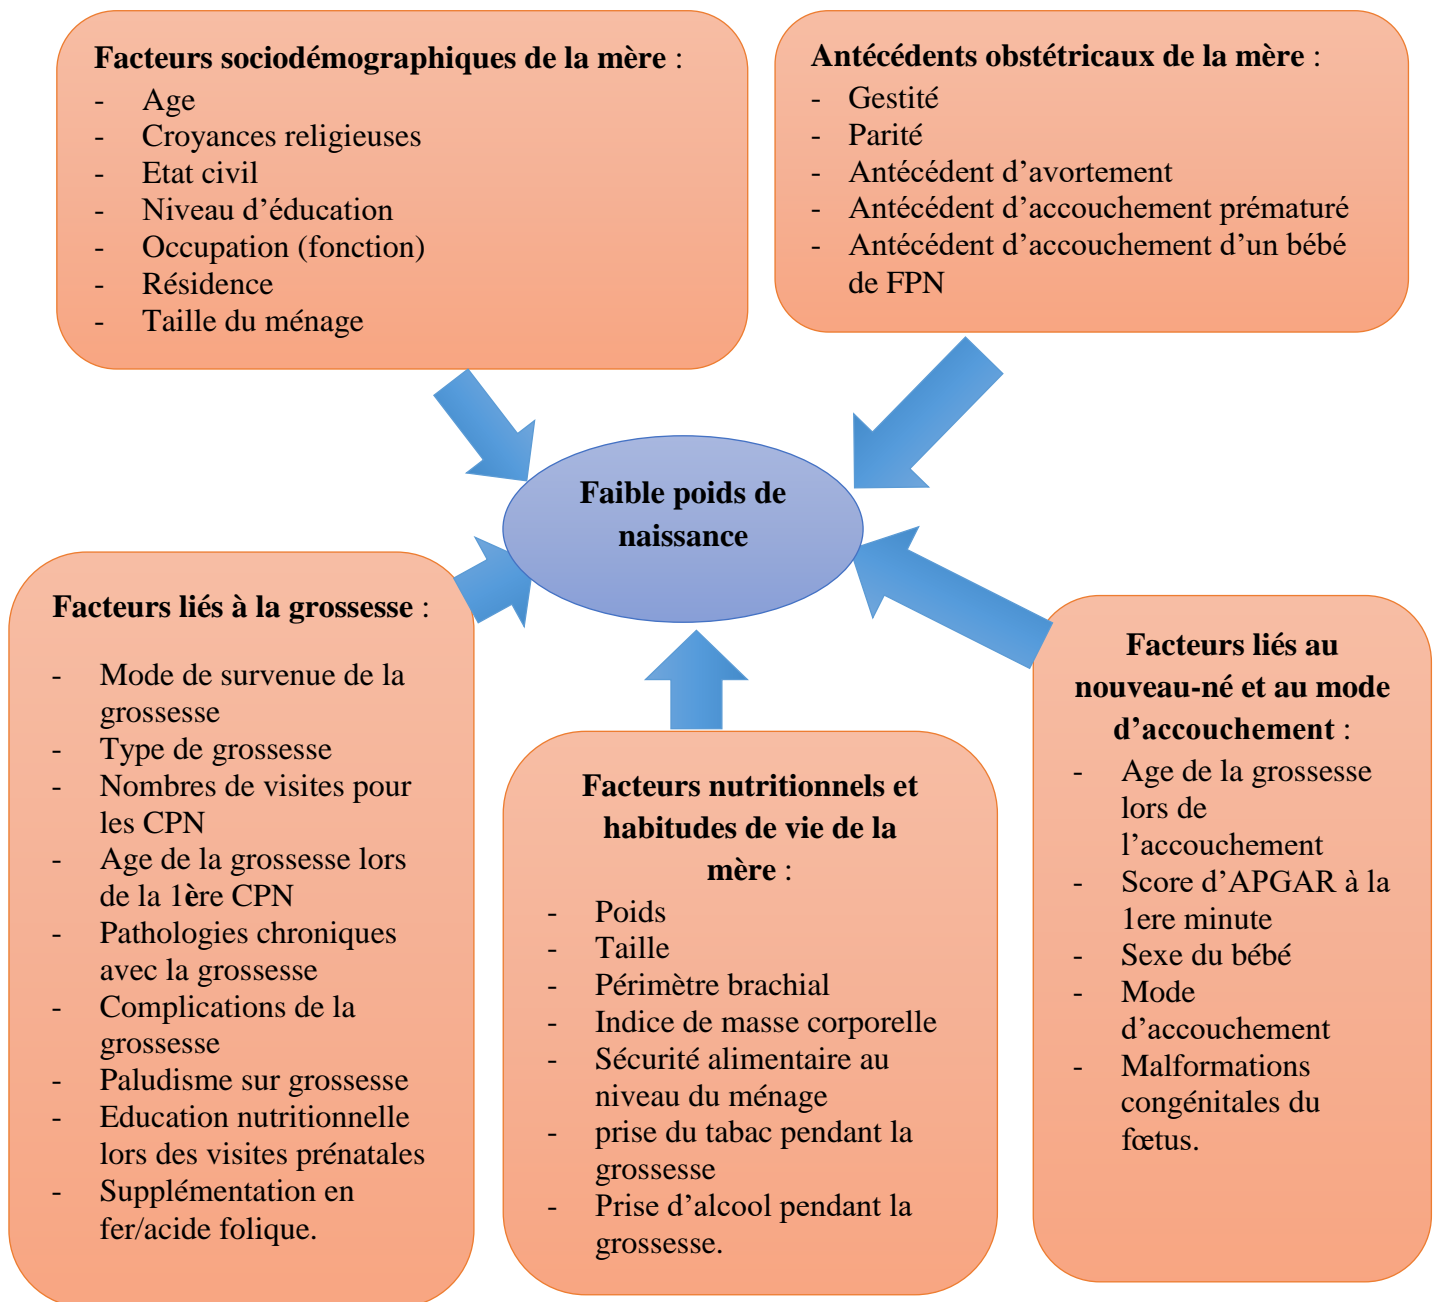 Facteurs sociodémographiques de la mère :
- Age
- Croyances religieuses
- Etat civil
- Niveau d’éducation
- Occupation (fonction)
- Résidence
- Taille du ménage
Antécédents obstétricaux de la mère :
- Gestité
- Parité
- Antécédent d’avortement
- Antécédent d’accouchement prématuré
- Antécédent d’accouchement d’un bébé
de FPN
Faible poids de
naissance
Facteurs liés à la grossesse :
- Mode de survenue de la
grossesse
- Type de grossesse
- Nombres de visites pour
les CPN
- Age de la grossesse lors
de la 1ère CPN
- Pathologies chroniques
avec la grossesse
- Complications de la
grossesse
- Paludisme sur grossesse
- Education nutritionnelle
lors des visites prénatales
- Supplémentation en
fer/acide folique.
Facteurs nutritionnels et
habitudes de vie de la
mère :
- Poids
- Taille
- Périmètre brachial
- Indice de masse corporelle
- Sécurité alimentaire au
niveau du ménage
- prise du tabac pendant la
grossesse
- Prise d’alcool pendant la
grossesse.
Facteurs liés au
nouveau-né et au mode
d’accouchement :
- Age de la grossesse
lors de
l’accouchement
- Score d’APGAR à la
1ere minute
- Sexe du bébé
- Mode
d’accouchement
- Malformations
congénitales du
fœtus.